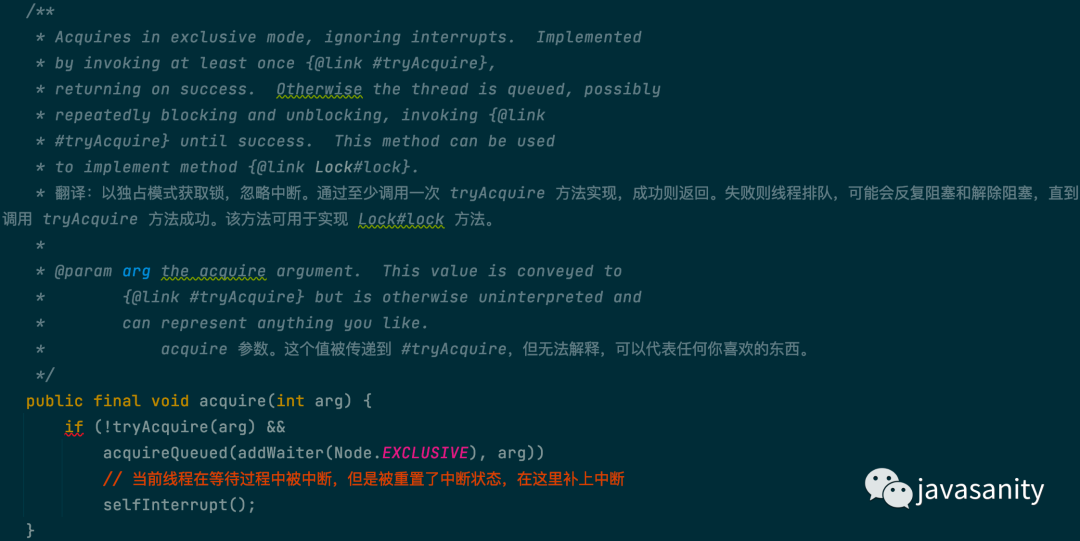 /**
* Acquires in exclusive mode, ignoring interrupts.  Implemented
* by invoking at least once {@link #tryAcquire},
* returning on success.  Otherwise the thread is queued, possibly
* repeatedly blocking and unblocking, invoking {@link
* #tryAcquire} until success.  This method can be used
* to implement method {@link Lock#lock}.
* 翻译：以独占模式获取锁，忽略中断。通过至少调用一次 tryAcquire 方法实现，成功则返回。失败则线程排队，可能会反复阻塞和解除阻塞，直到
调用 tryAcquire 方法成功。该方法可用于实现 Lock#lock 方法。
*
* @param arg the acquire argument.  This value is conveyed to
*        {@link #tryAcquire} but is otherwise uninterpreted and
*        can represent anything you like.
*            acquire 参数。这个值被传递到 #tryAcquire，但无法解释，可以代表任何你喜欢的东西。
*/
public final void acquire(int arg) {
    if (!tryAcquire(arg) &&
        acquireQueued(addWaiter(Node.EXCLUSIVE), arg))
        // 当前线程在等待过程中被中断，但是被重置了中断状态，在这里补上中断
        selfInterrupt();
}
javasanity